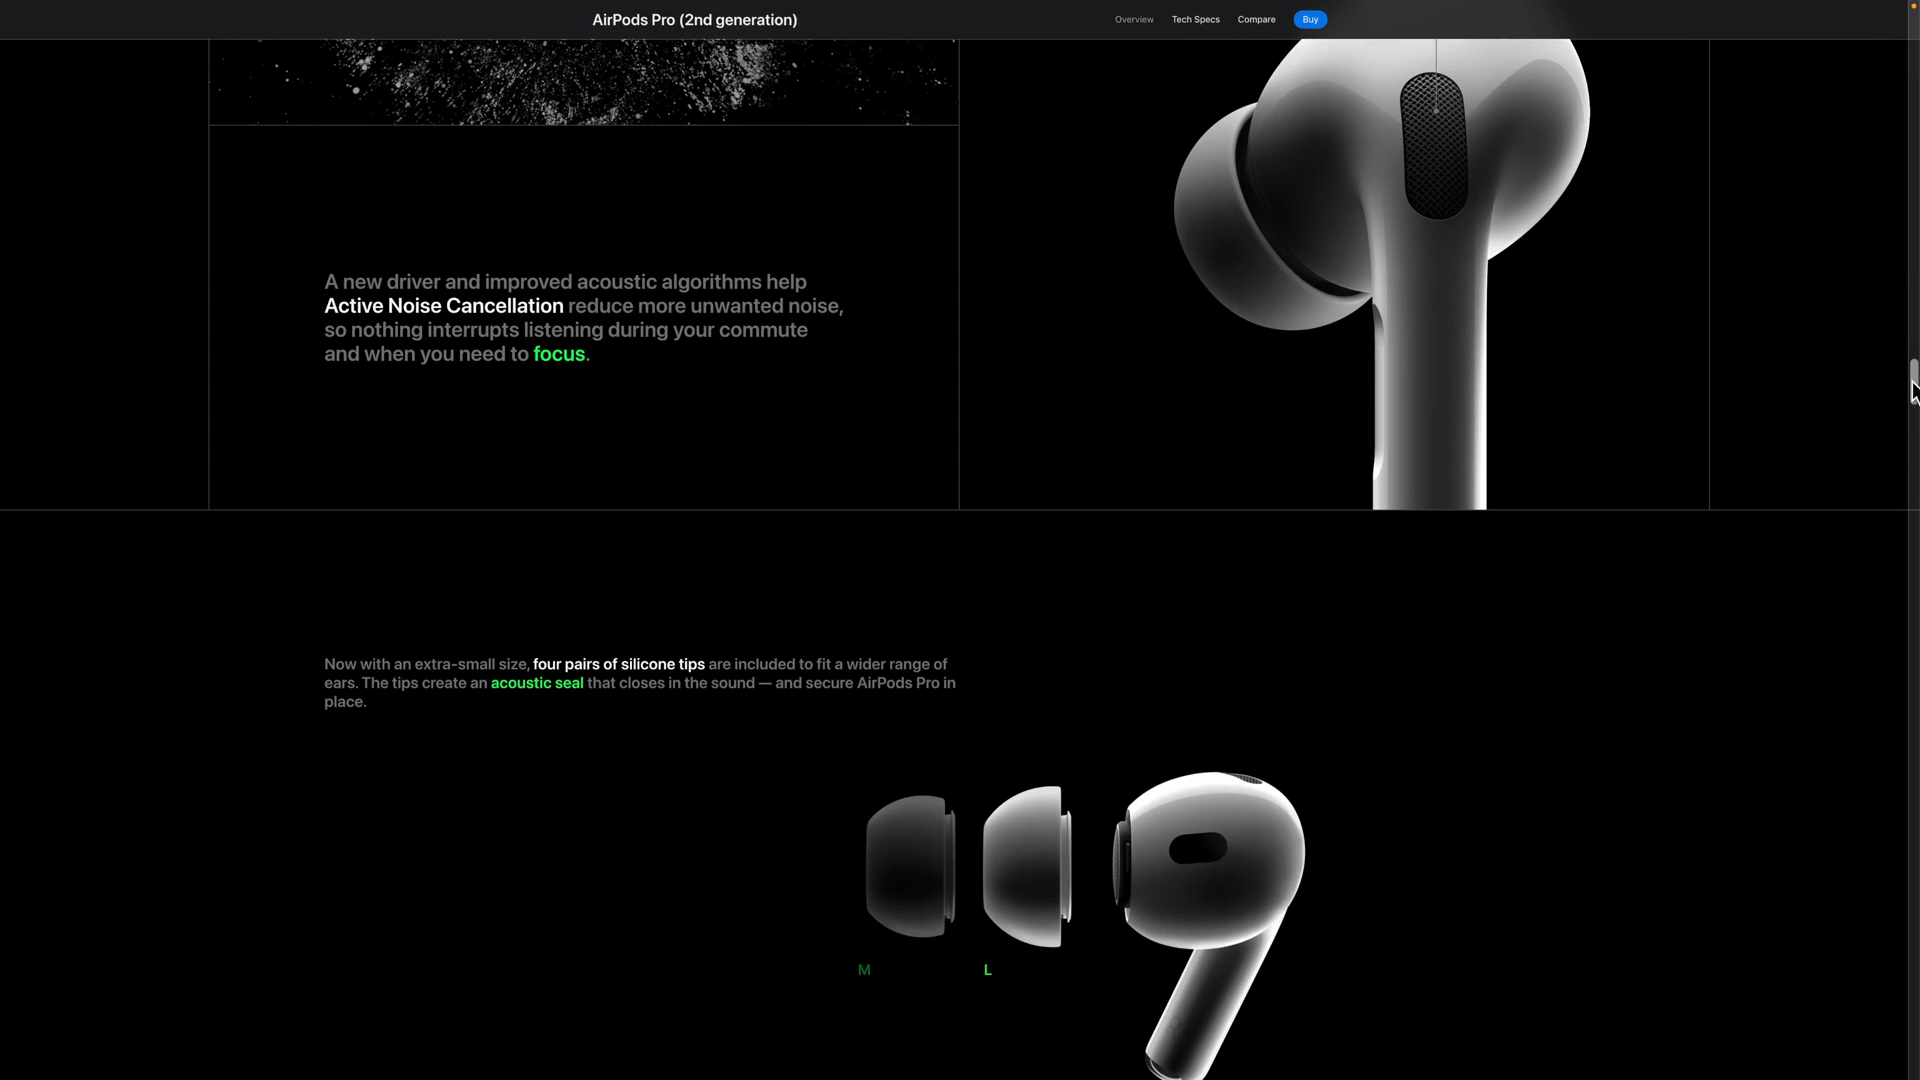 AirPods Pro (2nd generation)
Overview Tech Specs Compare Buy
A new driver and improved acoustic algorithms help
Active Noise Cancellation reduce more unwanted noise,
so nothing interrupts listening during your commute
and when you need to focus.
Now with an extra-small size, four pairs of silicone tips are included to fit a wider range of
ears. The tips create an acoustic seal that closes in the sound — and secure AirPods Pro in
place.
M L
R